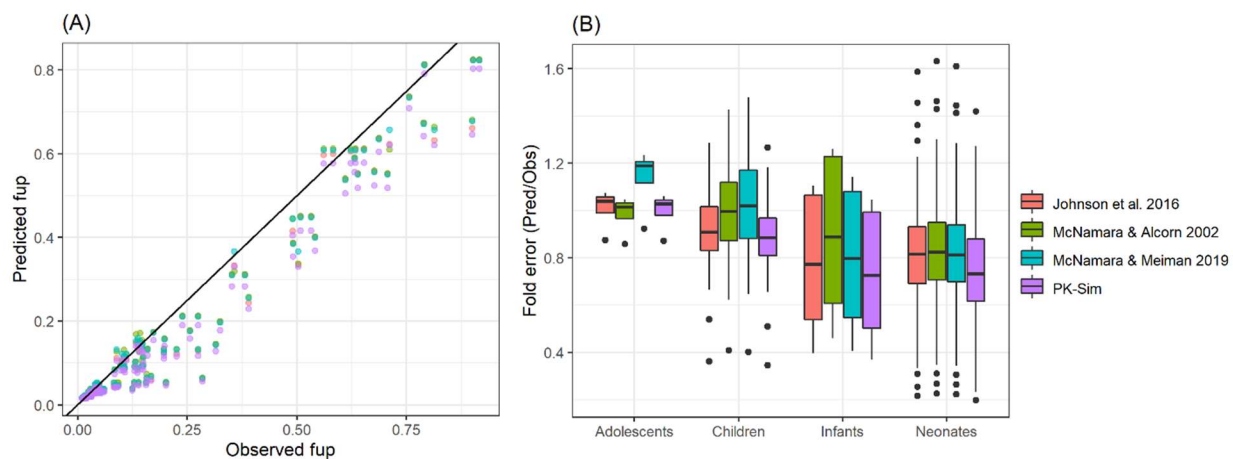 (A)
0.8
0.6
0.4
0.2
0.0
0.00 0.25 0.50 0.75
Predicted fup
Observed fup
(B)
1.6
1.2
0.8
0.4
Adolescents Children Infants Neonates
Fold error (Pred/Obs)
Johnson et al. 2016
McNamara & Alcorn 2002
McNamara & Meiman 2019
PK-Sim